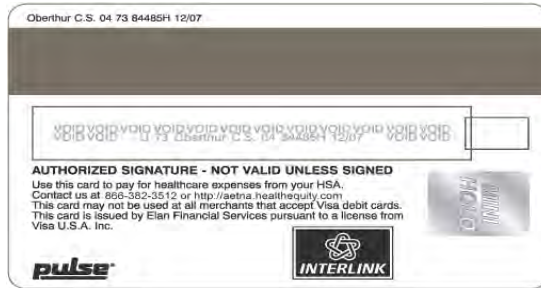 Oberthur C.S. 04 73 84485H 12/07
VOID VOID VOID VOID VOID VOID VOID VOID VOID VOID
AUTHORIZED SIGNATURE - NOT VALID UNLESS SIGNED
Use this card to pay for healthcare expenses from your HSA.
Contact us at 866-382-3512 or http://aetna.healthequity.com
This card may not be used at all merchants that accept Visa debit cards.
This card is issued by Elan Financial Services pursuant to a license from
Visa U.S.A. Inc.
MINI
HOLO
pulse
INTERLINK